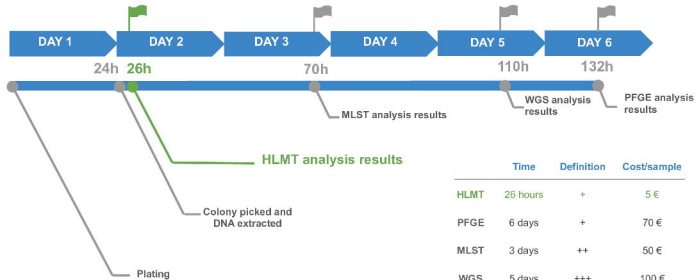 DAY 1 DAY 2 DAY 3 DAY 4 DAY 5 DAY 6
24h 26h 70h 110h 132h
MLST analysis results
WGS analysis
results
PFGE analysis
results
HLMT analysis results
Colony picked and
DNA extracted
Plating
Time Definition Cost/sample
HLMT 26 hours + 5 €
PFGE 6 days + 70 €
MLST 3 days ++ 50 €
WGS 5 days +++ 100 €